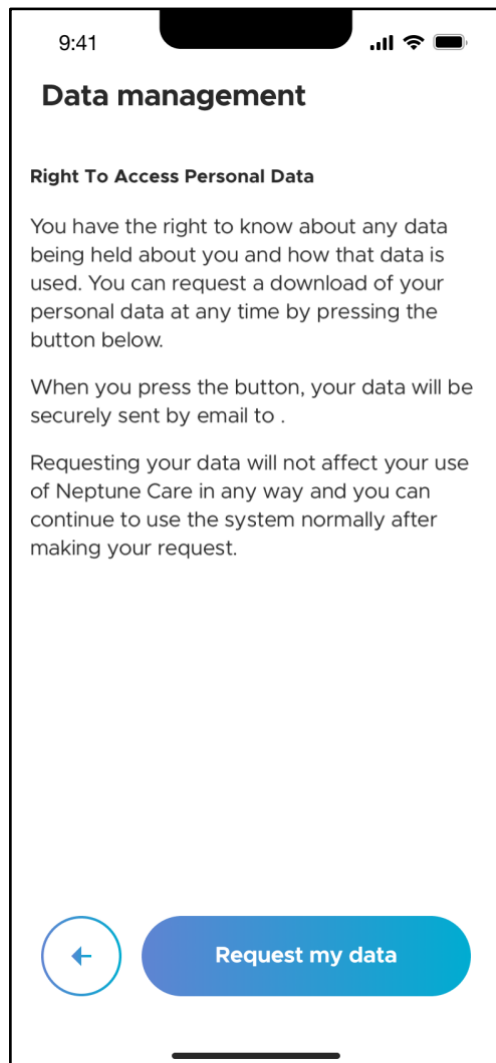 9:41
Data management
Right To Access Personal Data
You have the right to know about any data
being held about you and how that data is
used. You can request a download of your
personal data at any time by pressing the
button below.
When you press the button, your data will be
securely sent by email to .
Requesting your data will not affect your use
of Neptune Care in any way and you can
continue to use the system normally after
making your request.
Request my data